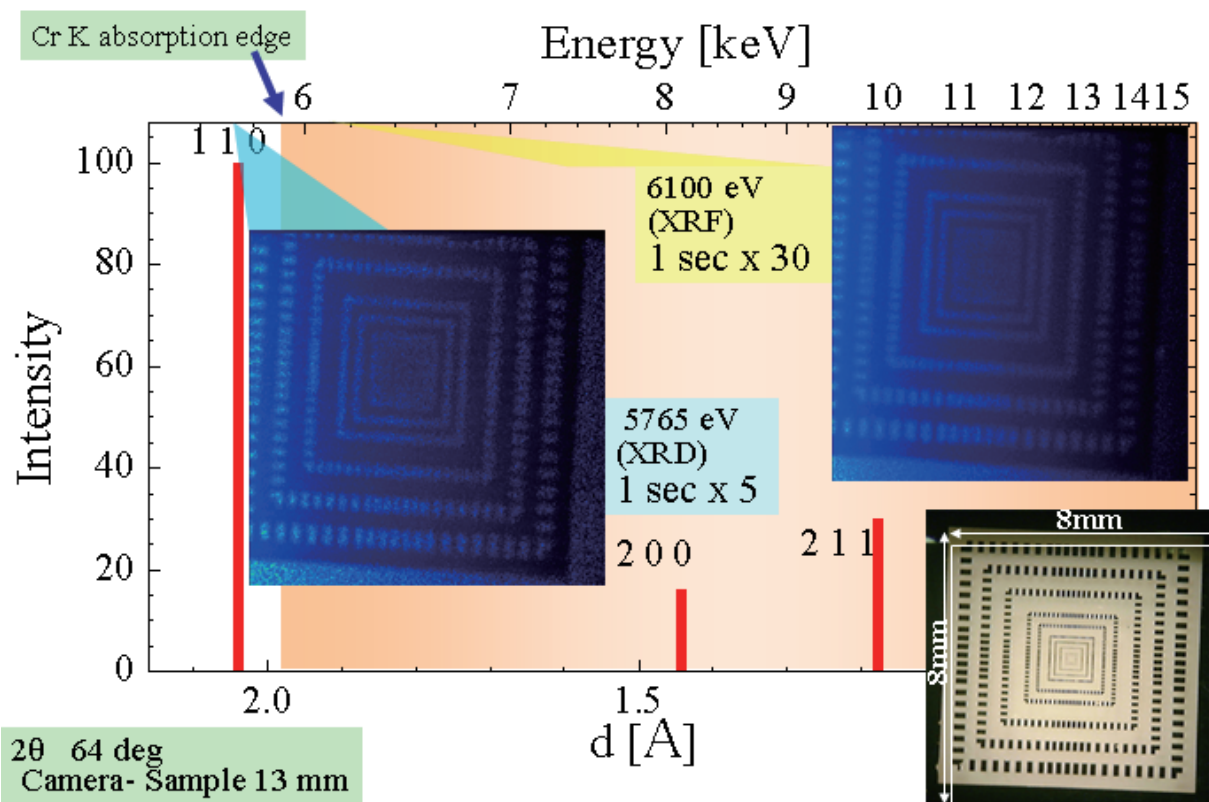 Cr K absorption edge
Energy [keV]
6 7 8 9 10 11 12 13 14 15
1 1 0
100
80
60
40
20
0
Intensity
6100 eV
(XRF)
1 sec x 30
5765 eV
(XRD)
1 sec x 5
2 0 0
2 1 1
8mm
8mm
2.0 1.5
d [A]
2θ 64 deg
Camera- Sample 13 mm